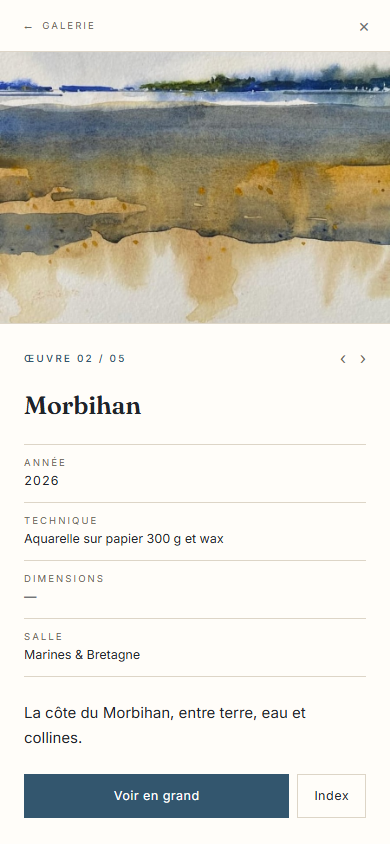 ← GALERIE ×
ŒUVRE 02 / 05 ‹ ›
Morbihan
ANNÉE
2026
TECHNIQUE
Aquarelle sur papier 300 g et wax
DIMENSIONS
—
SALLE
Marines & Bretagne
La côte du Morbihan, entre terre, eau et
collines.
Voir en grand Index